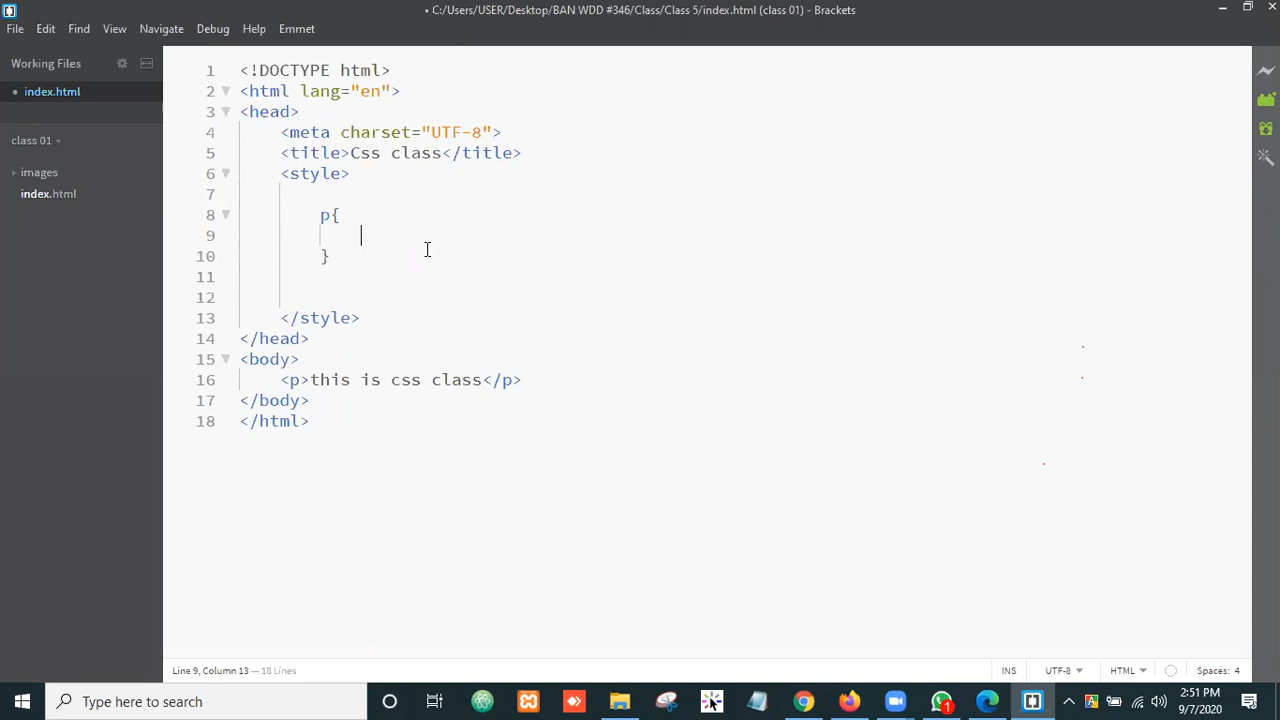 • C:/Users/USER/Desktop/BAN WDD #346/Class/Class 5/index.html (class 01) - Brackets
File Edit Find View Navigate Debug Help Emmet
Working Files
• index.html
class 01
images
index.html
1 <!DOCTYPE html>
2 <html lang="en">
3 <head>
4 <meta charset="UTF-8">
5 <title>Css class</title>
6 <style>
7
8 p{
9
10 }
11
12
13 </style>
14 </head>
15 <body>
16 <p>this is css class</p>
17 </body>
18 </html>
Line 9, Column 13 — 18 Lines
INS UTF-8 HTML Spaces: 4
Type here to search
1
2:51 PM
9/7/2020